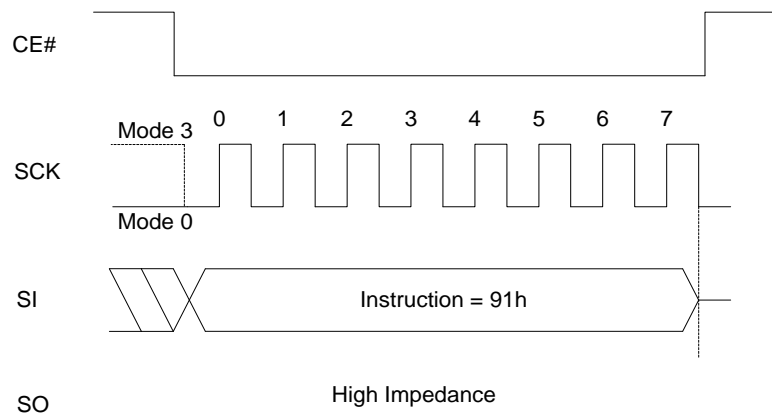 CE#
Mode 3
0 1 2 3 4 5 6 7
SCK
Mode 0
SI
Instruction = 91h
SO
High Impedance